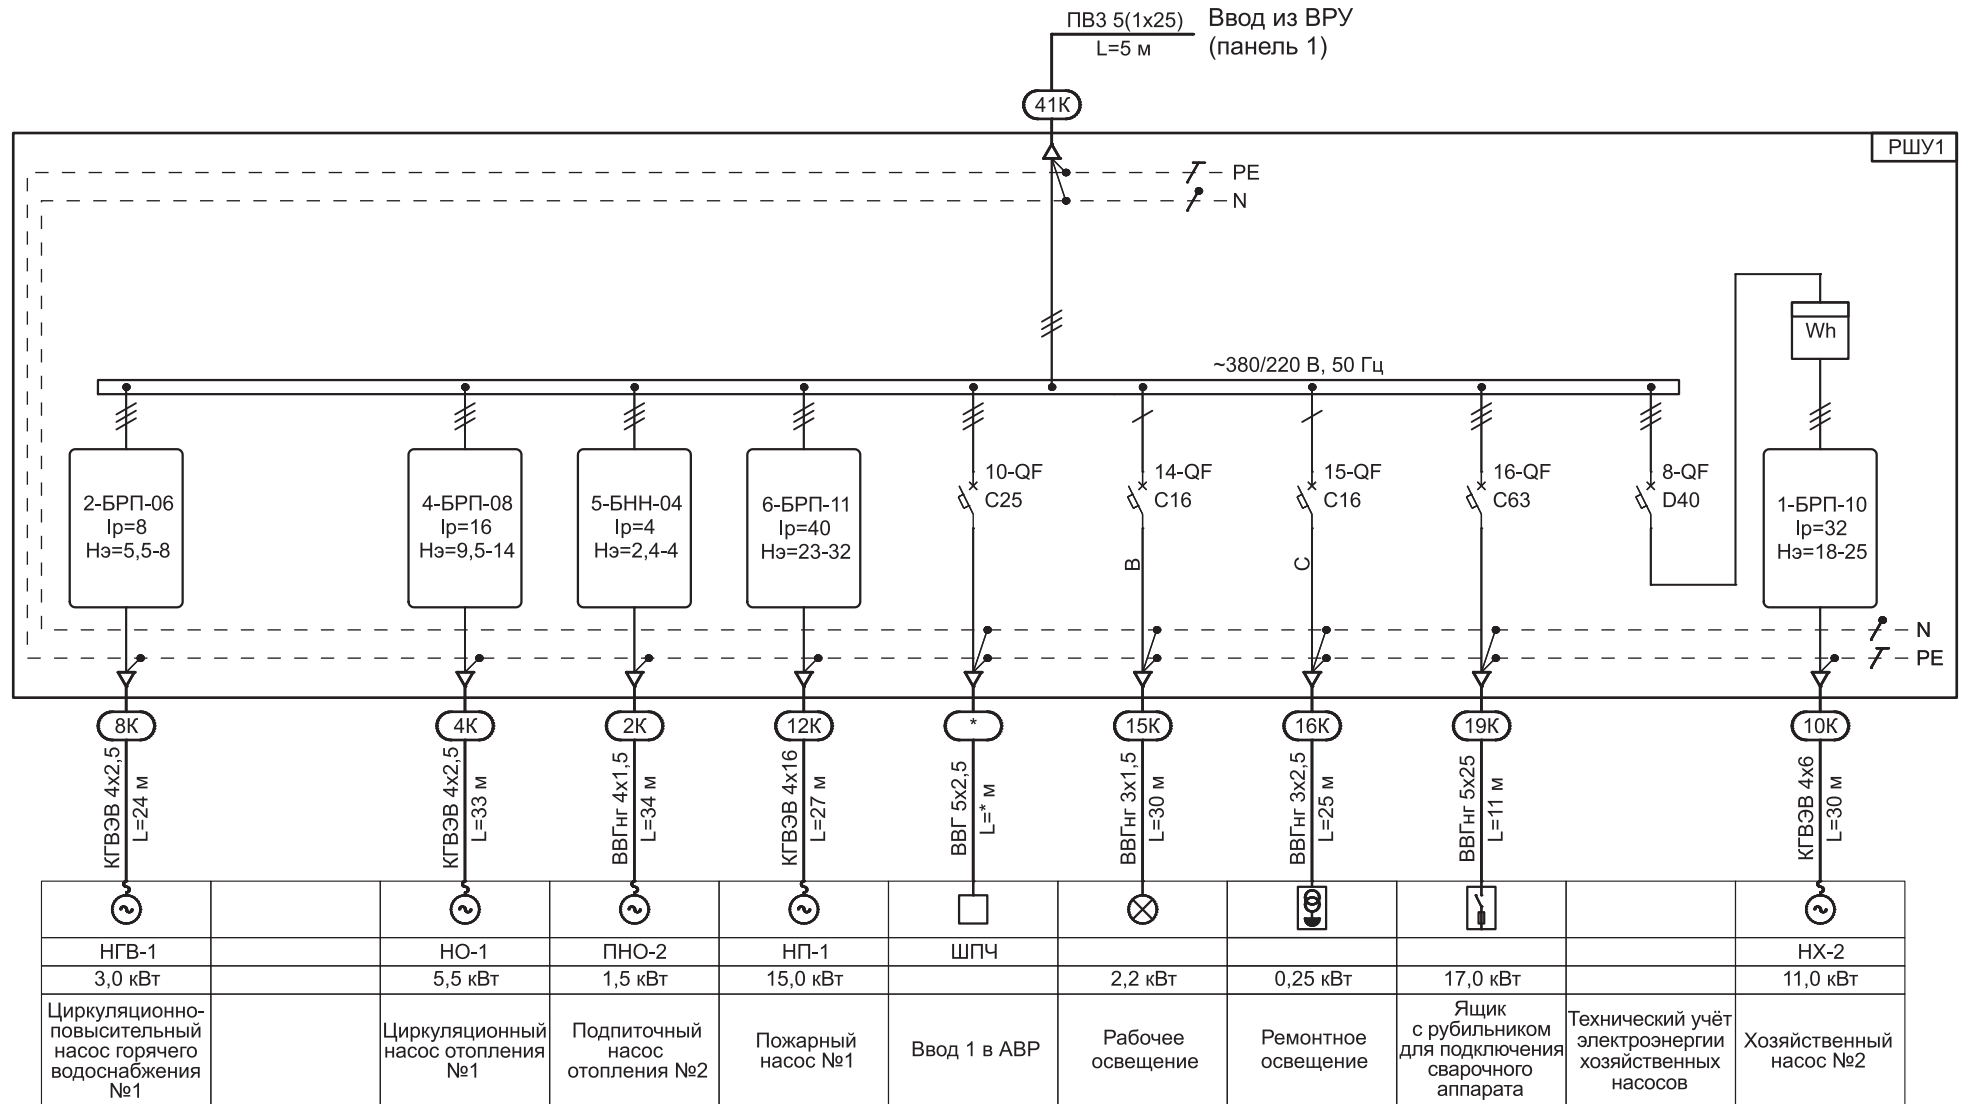 ПВ3 5(1х25)
L=5 м
Ввод из ВРУ
(панель 1)
41К
РШУ1
PE
N
~380/220 В, 50 Гц
Wh
2-БРП-06
Iр=8
Нэ=5,5-8
4-БРП-08
Iр=16
Нэ=9,5-14
5-БНН-04
Iр=4
Нэ=2,4-4
6-БРП-11
Iр=40
Нэ=23-32
10-QF
C25
14-QF
C16
B
15-QF
C16
C
16-QF
C63
8-QF
D40
1-БРП-10
Iр=32
Нэ=18-25
N
PE
8К
4К
2К
12К
*
15К
16К
19К
10К
КГВЭВ 4х2,5
L=24 м
КГВЭВ 4х2,5
L=33 м
ВВГнг 4х1,5
L=34 м
КГВЭВ 4х16
L=27 м
ВВГ 5х2,5
L=* м
ВВГнг 3х1,5
L=30 м
ВВГнг 3х2,5
L=25 м
ВВГнг 5х25
L=11 м
КГВЭВ 4х6
L=30 м
НГВ-1
НО-1
ПНО-2
НП-1
ШПЧ
НХ-2
3,0 кВт
5,5 кВт
1,5 кВт
15,0 кВт
2,2 кВт
0,25 кВт
17,0 кВт
11,0 кВт
Циркуляционно-
повысительный
насос горячего
водоснабжения
№1
Циркуляционный
насос отопления
№1
Подпиточный
насос
отопления №2
Пожарный
насос №1
Ввод 1 в АВР
Рабочее
освещение
Ремонтное
освещение
Ящик
с рубильником
для подключения
сварочного
аппарата
Технический учёт
электроэнергии
хозяйственных
насосов
Хозяйственный
насос №2